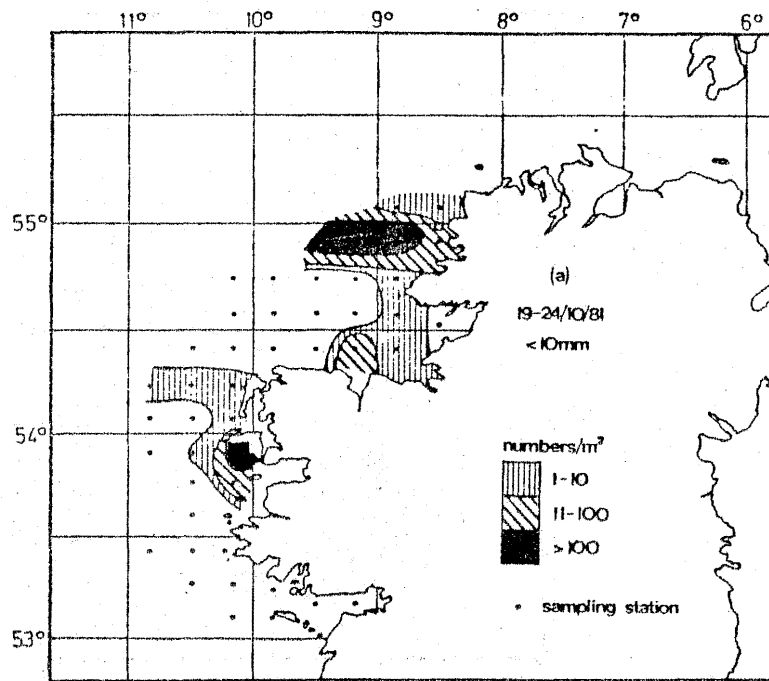 11° 10° 9° 8° 7° 6°
55°
(a)
19-24/10/81
<10mm
54°
numbers/m³
1-10
11-100
>100
sampling station
53°